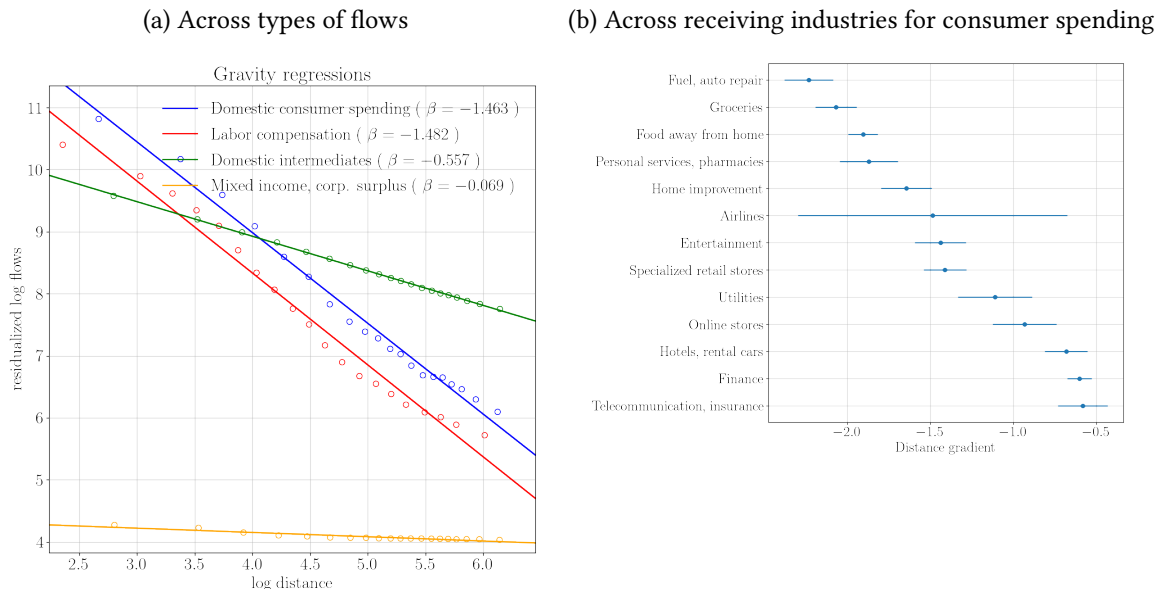 (a) Across types of flows
(b) Across receiving industries for consumer spending
Gravity regressions
Domestic consumer spending ( β = −1.463 )
Labor compensation ( β = −1.482 )
Domestic intermediates ( β = −0.557 )
Mixed income, corp. surplus ( β = −0.069 )
residualized log flows
11
10
9
8
7
6
5
4
2.5 3.0 3.5 4.0 4.5 5.0 5.5 6.0
log distance
Fuel, auto repair
Groceries
Food away from home
Personal services, pharmacies
Home improvement
Airlines
Entertainment
Specialized retail stores
Utilities
Online stores
Hotels, rental cars
Finance
Telecommunication, insurance
−2.0 −1.5 −1.0 −0.5
Distance gradient